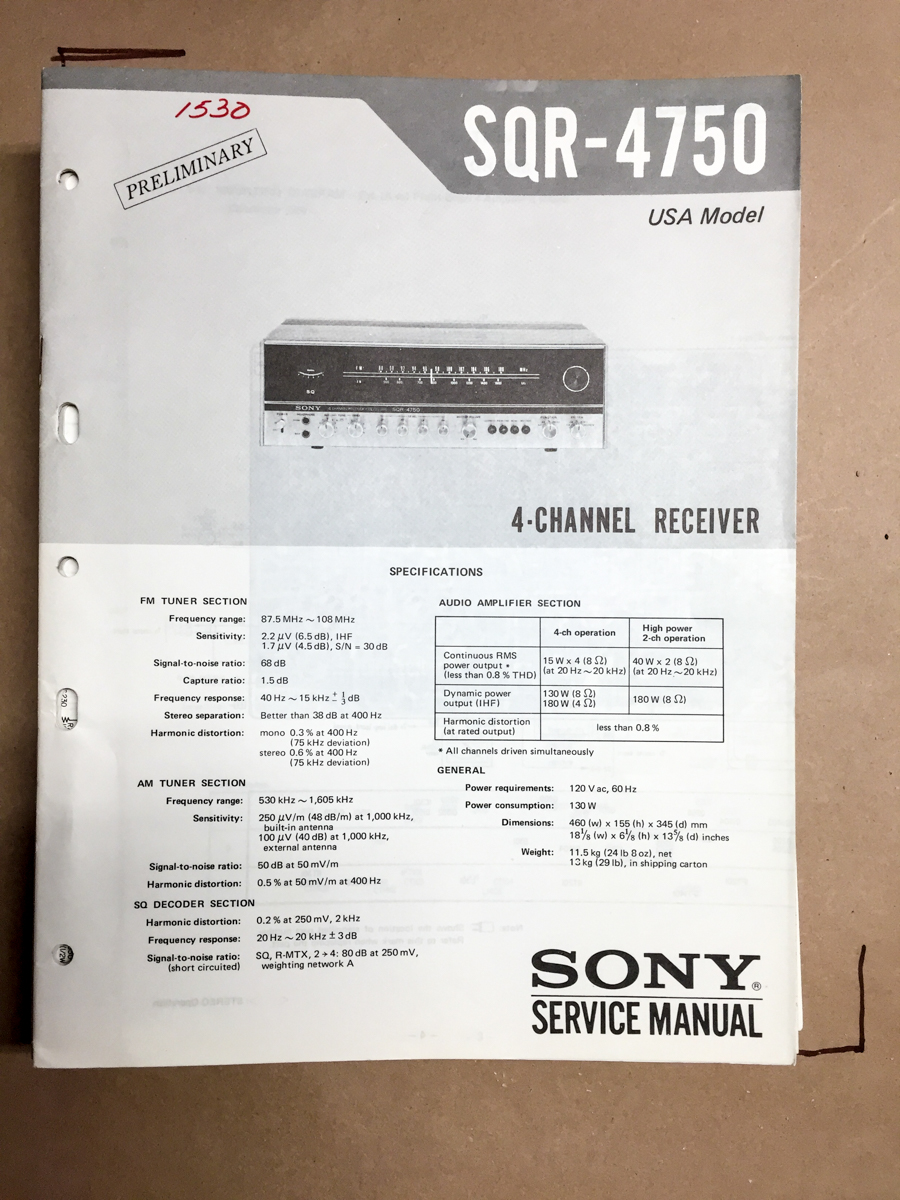 1530
PRELIMINARY
SQR-4750
USA Model
SONY
SQR-4750
4-CHANNEL RECEIVER
SPECIFICATIONS
FM TUNER SECTION
Frequency range: 87.5 MHz ~ 108 MHz
Sensitivity: 2.2 μV (6.5 dB), IHF
1.7 μV (4.5 dB), S/N = 30 dB
Signal-to-noise ratio: 68 dB
Capture ratio: 1.5 dB
Frequency response: 40 Hz ~ 15 kHz ± 1/3 dB
Stereo separation: Better than 38 dB at 400 Hz
Harmonic distortion: mono 0.3 % at 400 Hz
(75 kHz deviation)
stereo 0.6 % at 400 Hz
(75 kHz deviation)
AM TUNER SECTION
Frequency range: 530 kHz ~ 1,605 kHz
Sensitivity: 250 μV/m (48 dB/m) at 1,000 kHz,
built-in antenna
100 μV (40 dB) at 1,000 kHz,
external antenna
Signal-to-noise ratio: 50 dB at 50 mV/m
Harmonic distortion: 0.5 % at 50 mV/m at 400 Hz
SQ DECODER SECTION
Harmonic distortion: 0.2 % at 250 mV, 2 kHz
Frequency response: 20 Hz ~ 20 kHz ± 3 dB
Signal-to-noise ratio: SQ, R-MTX, 2→4: 80 dB at 250 mV,
(short circuited) weighting network A
AUDIO AMPLIFIER SECTION
4-ch operation
High power
2-ch operation
Continuous RMS
power output *
(less than 0.8 % THD)
15 W x 4 (8 Ω)
(at 20 Hz ~ 20 kHz)
40 W x 2 (8 Ω)
(at 20 Hz ~ 20 kHz)
Dynamic power
output (IHF)
130 W (8 Ω)
180 W (4 Ω)
180 W (8 Ω)
Harmonic distortion
(at rated output)
less than 0.8 %
* All channels driven simultaneously
GENERAL
Power requirements: 120 V ac, 60 Hz
Power consumption: 130 W
Dimensions: 460 (w) x 155 (h) x 345 (d) mm
18⅛ (w) x 6⅛ (h) x 13⅝ (d) inches
Weight: 11.5 kg (24 lb 8 oz), net
13 kg (29 lb), in shipping carton
SONY®
SERVICE MANUAL